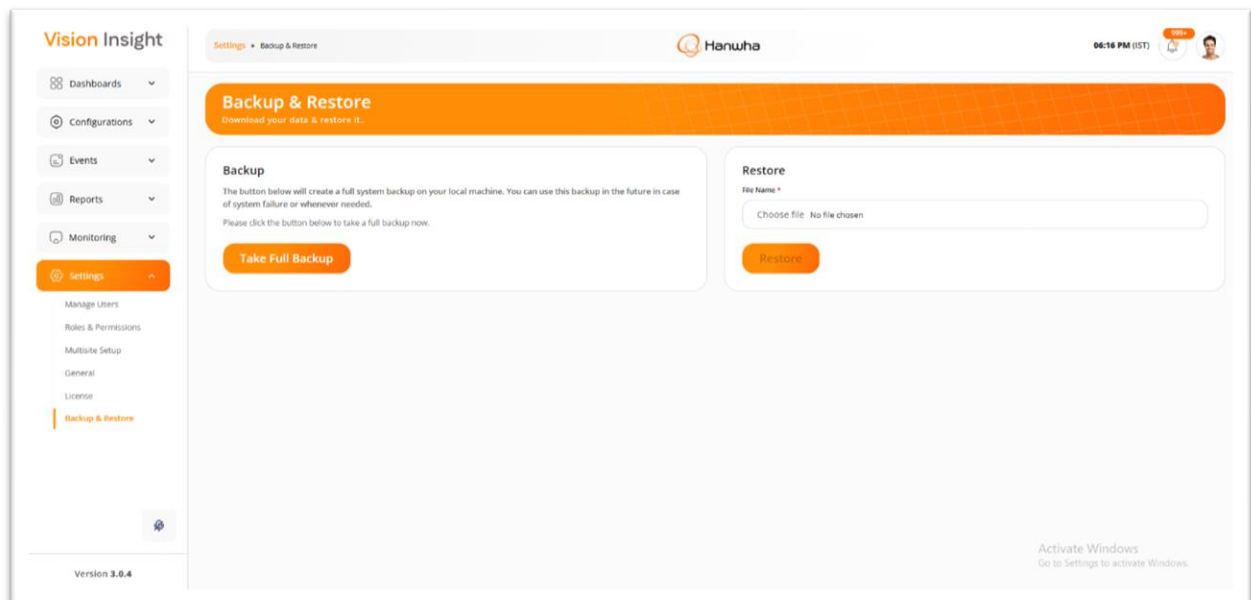 Vision Insight
Settings • Backup & Restore
Hanwha
06:16 PM (IST)
999+
Dashboards
Configurations
Events
Reports
Monitoring
Settings
Manage Users
Roles & Permissions
Multisite Setup
General
License
Backup & Restore
Version 3.0.4
Backup & Restore
Download your data & restore it..
Backup
The button below will create a full system backup on your local machine. You can use this backup in the future in case
of system failure or whenever needed.
Please click the button below to take a full backup now.
Take Full Backup
Restore
File Name *
Choose file No file chosen
Restore
Activate Windows
Go to Settings to activate Windows.